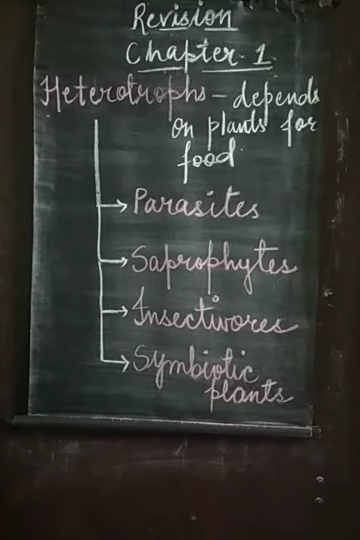 Revision
Chapter 1
Heterotrophs - depends
on plants for
food
Parasites
Saprophytes
Insectivores
Symbiotic
plants